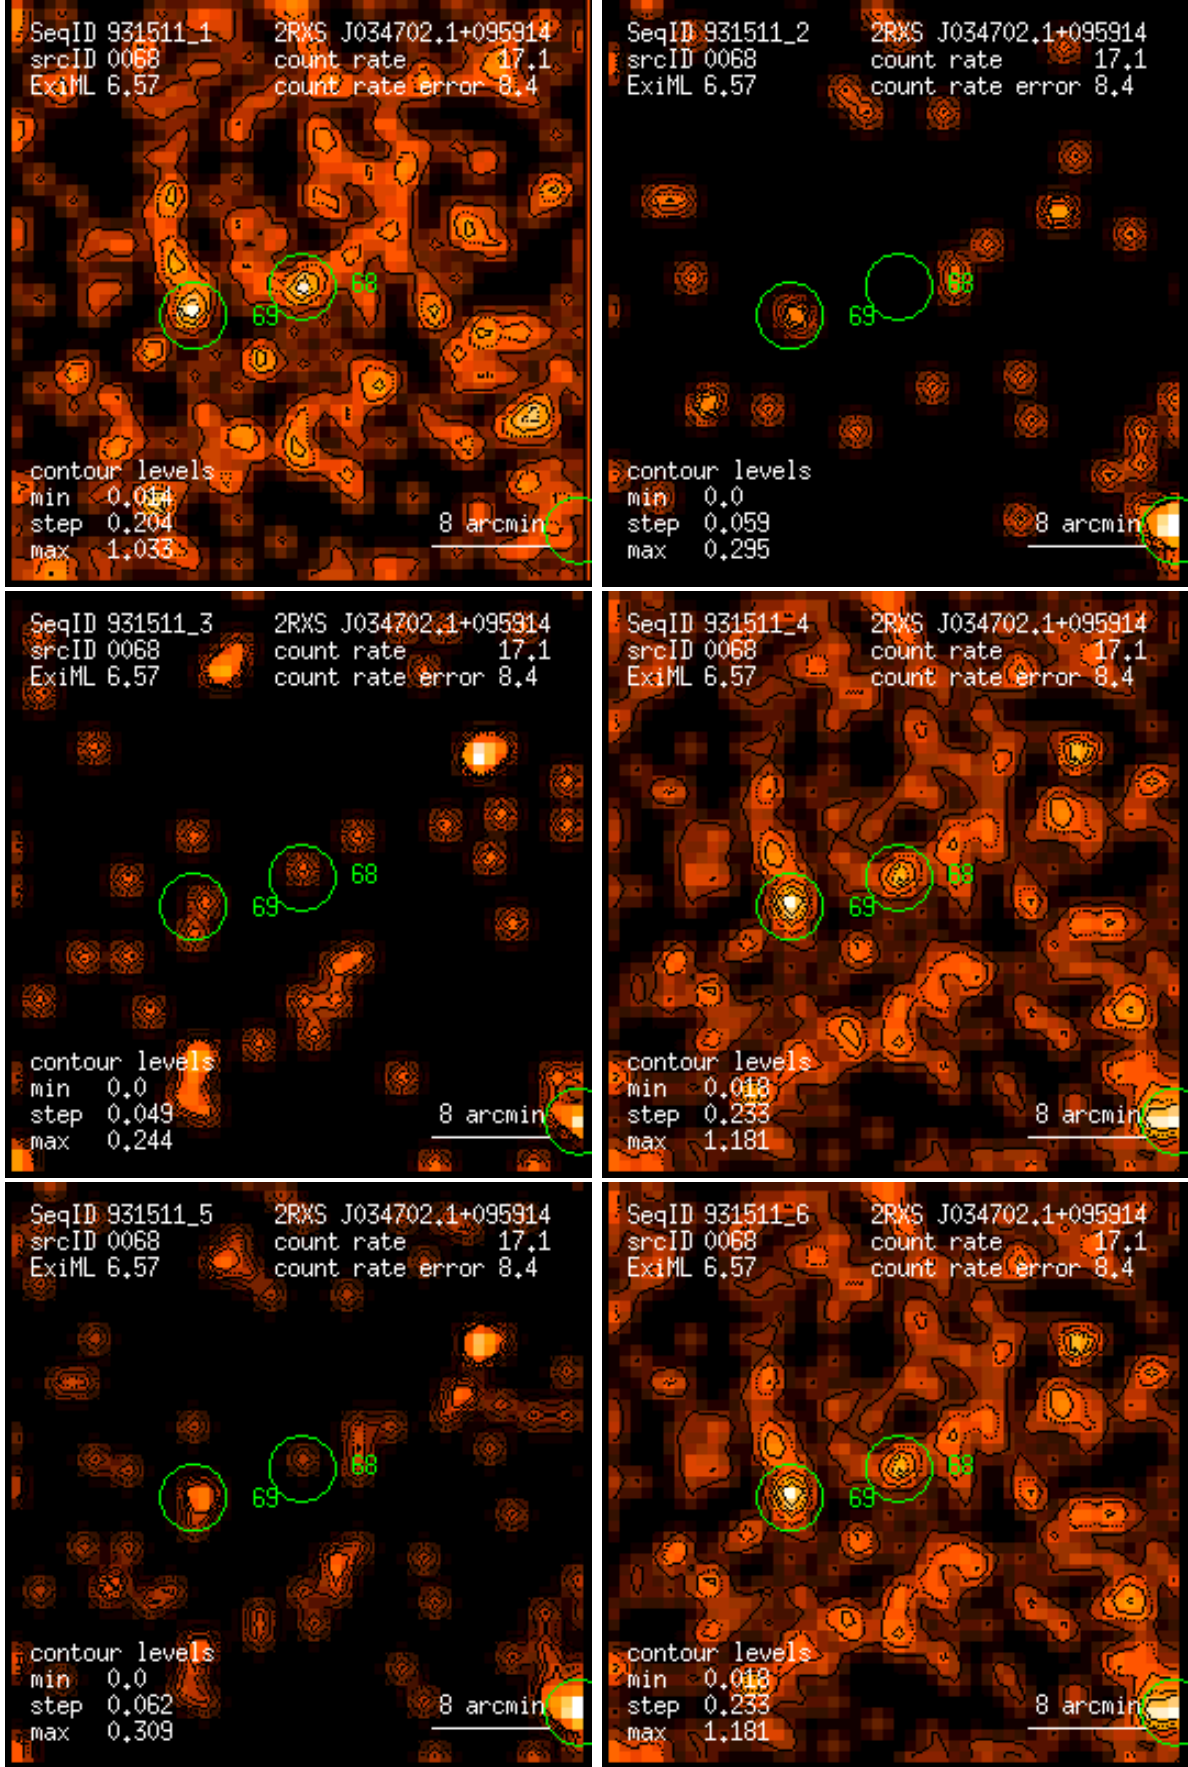 SeqID 931511_1 2RXS J034702.1+095914
srcID 0068 count rate 17.1
ExiML 6.57 count rate error 8.4
68
69
contour levels
min 0.014
step 0.204 8 arcmin
max 1.033
SeqID 931511_2 2RXS J034702.1+095914
srcID 0068 count rate 17.1
ExiML 6.57 count rate error 8.4
68
69
contour levels
min 0.0
step 0.059 8 arcmin
max 0.295
SeqID 931511_3 2RXS J034702.1+095914
srcID 0068 count rate 17.1
ExiML 6.57 count rate error 8.4
68
69
contour levels
min 0.0
step 0.049 8 arcmin
max 0.244
SeqID 931511_4 2RXS J034702.1+095914
srcID 0068 count rate 17.1
ExiML 6.57 count rate error 8.4
68
69
contour levels
min 0.018
step 0.233 8 arcmin
max 1.181
SeqID 931511_5 2RXS J034702.1+095914
srcID 0068 count rate 17.1
ExiML 6.57 count rate error 8.4
68
69
contour levels
min 0.0
step 0.062 8 arcmin
max 0.309
SeqID 931511_6 2RXS J034702.1+095914
srcID 0068 count rate 17.1
ExiML 6.57 count rate error 8.4
68
69
contour levels
min 0.018
step 0.233 8 arcmin
max 1.181